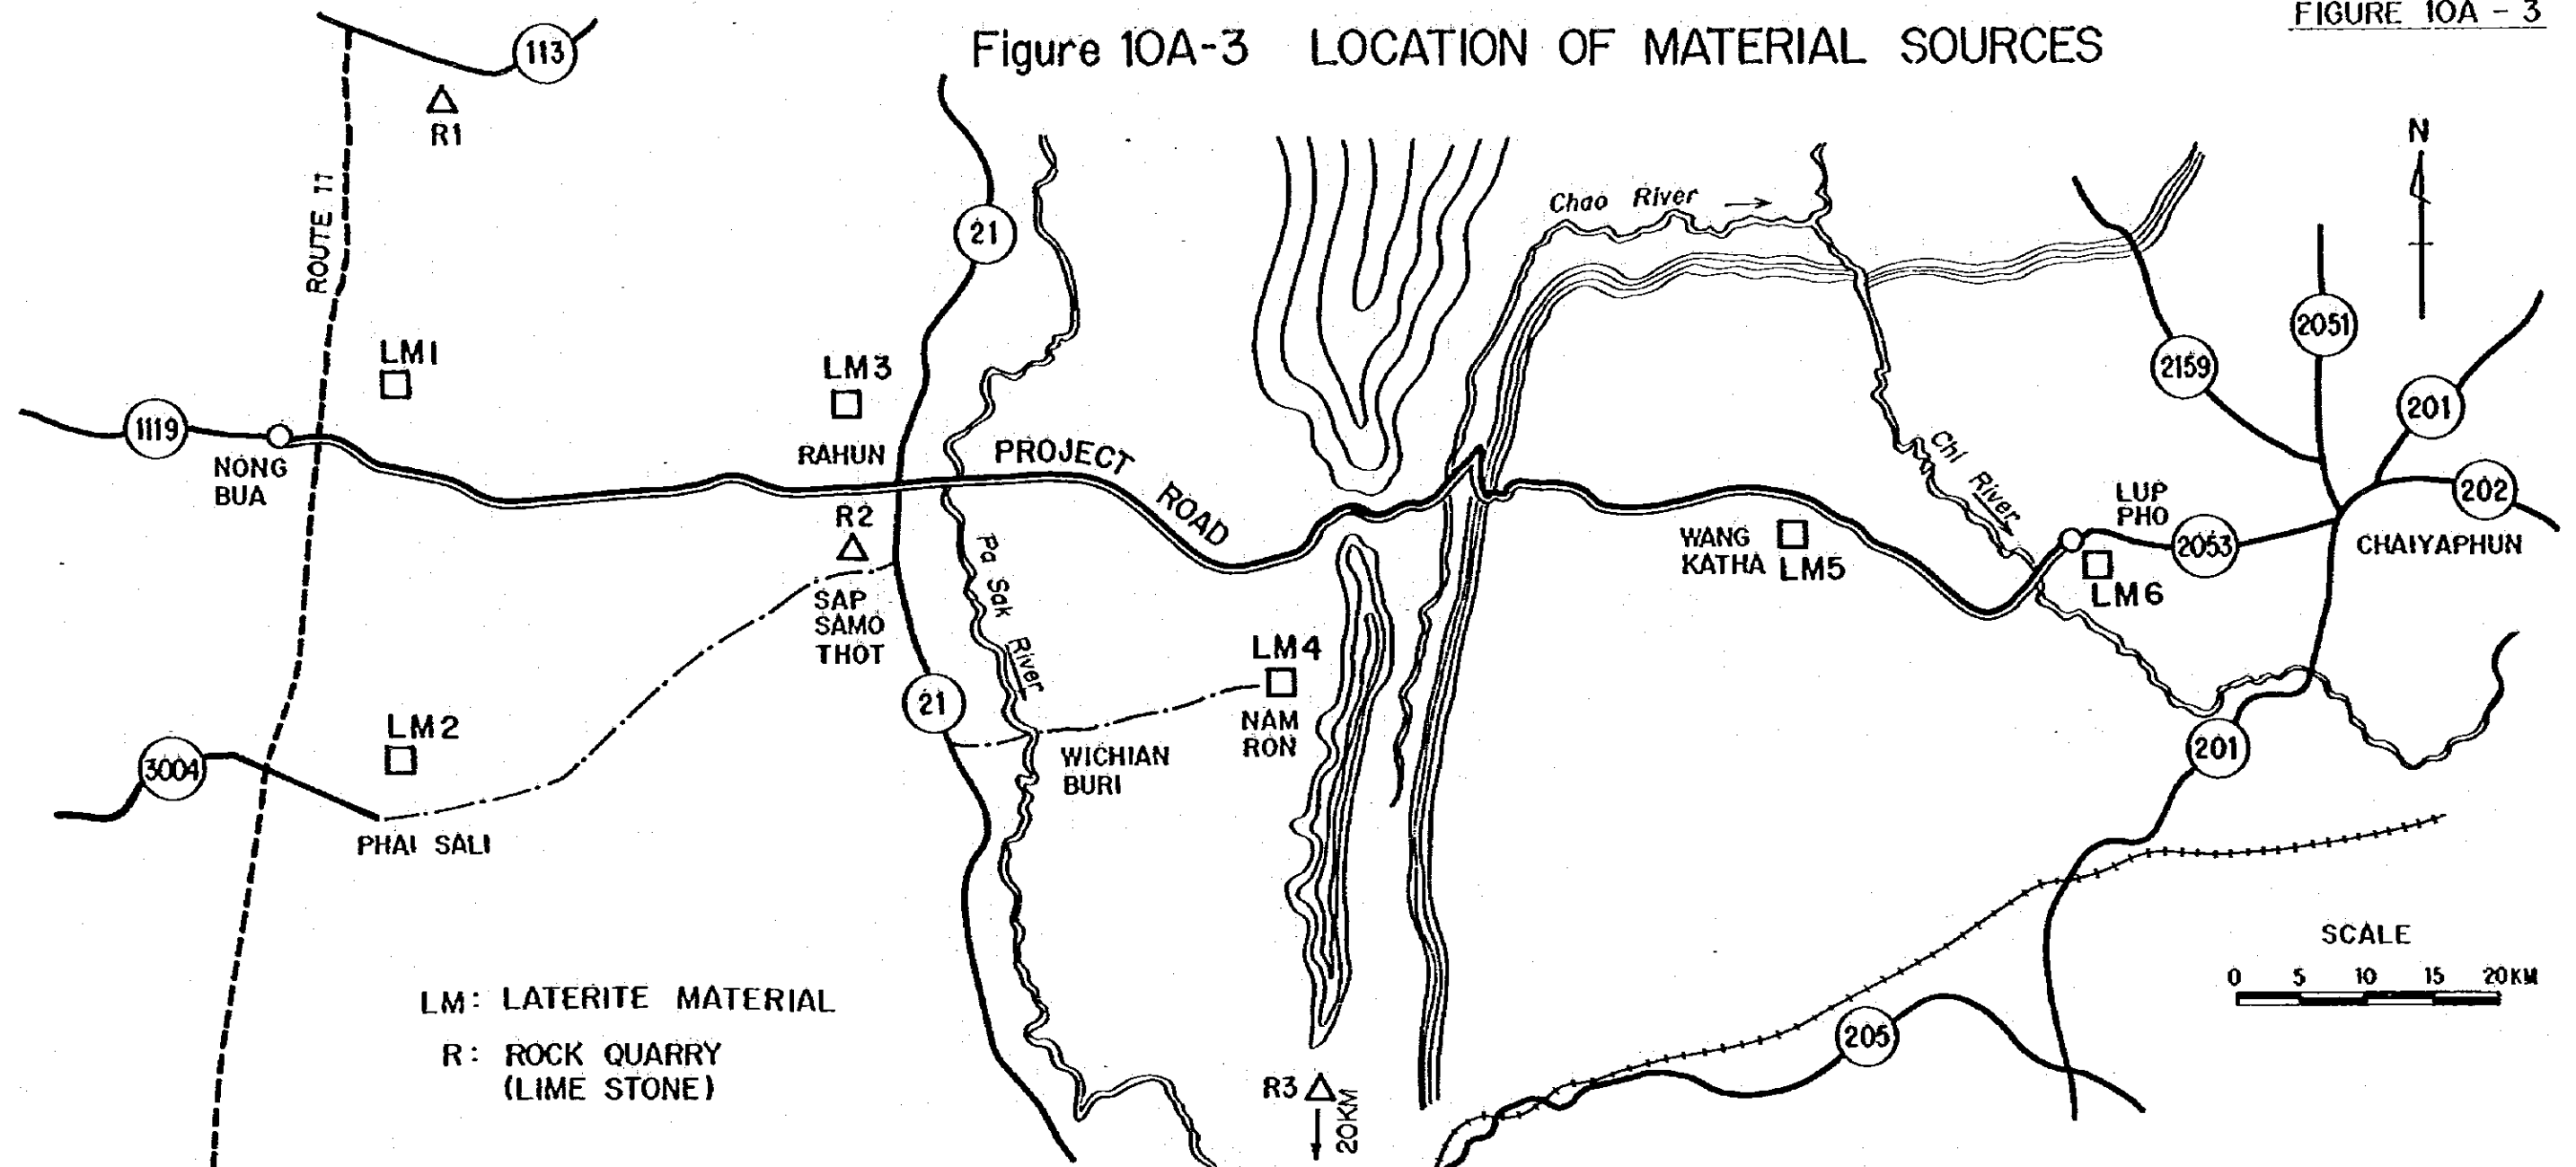 FIGURE 10A - 3
Figure 10A-3 LOCATION OF MATERIAL SOURCES
113
R1
N
ROUTE 11
Chao River
21
2051
2159
201
LM1
LM3
1119
NONG
BUA
RAHUN
PROJECT
ROAD
Chi River
202
LUP
PHO
2053
CHAIYAPHUN
R2
WANG
KATHA
LM5
LM6
SAP
SAMO
THOT
Pa Sak River
LM4
NAM
RON
21
WICHIAN
BURI
LM2
3004
PHAI SALI
201
SCALE
0 5 10 15 20KM
LM: LATERITE MATERIAL
R: ROCK QUARRY
(LIME STONE)
205
R3
20KM